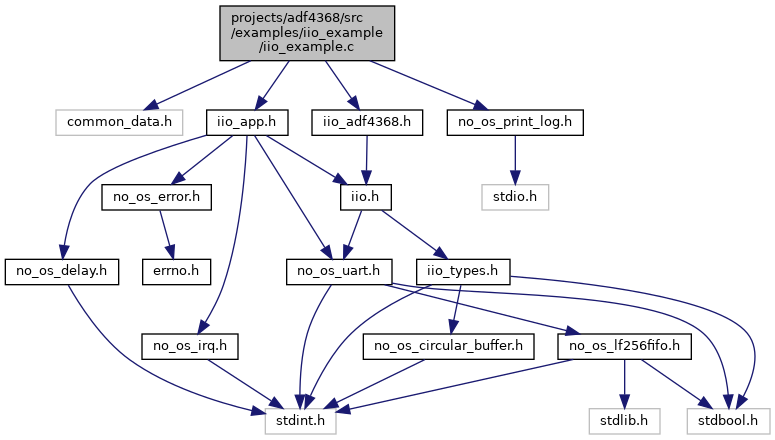 projects/adf4368/src
/examples/iio_example
/iio_example.c
common_data.h
iio_app.h
iio_adf4368.h
no_os_print_log.h
no_os_error.h
iio.h
stdio.h
no_os_delay.h
errno.h
no_os_uart.h
iio_types.h
no_os_irq.h
no_os_circular_buffer.h
no_os_lf256fifo.h
stdint.h
stdlib.h
stdbool.h